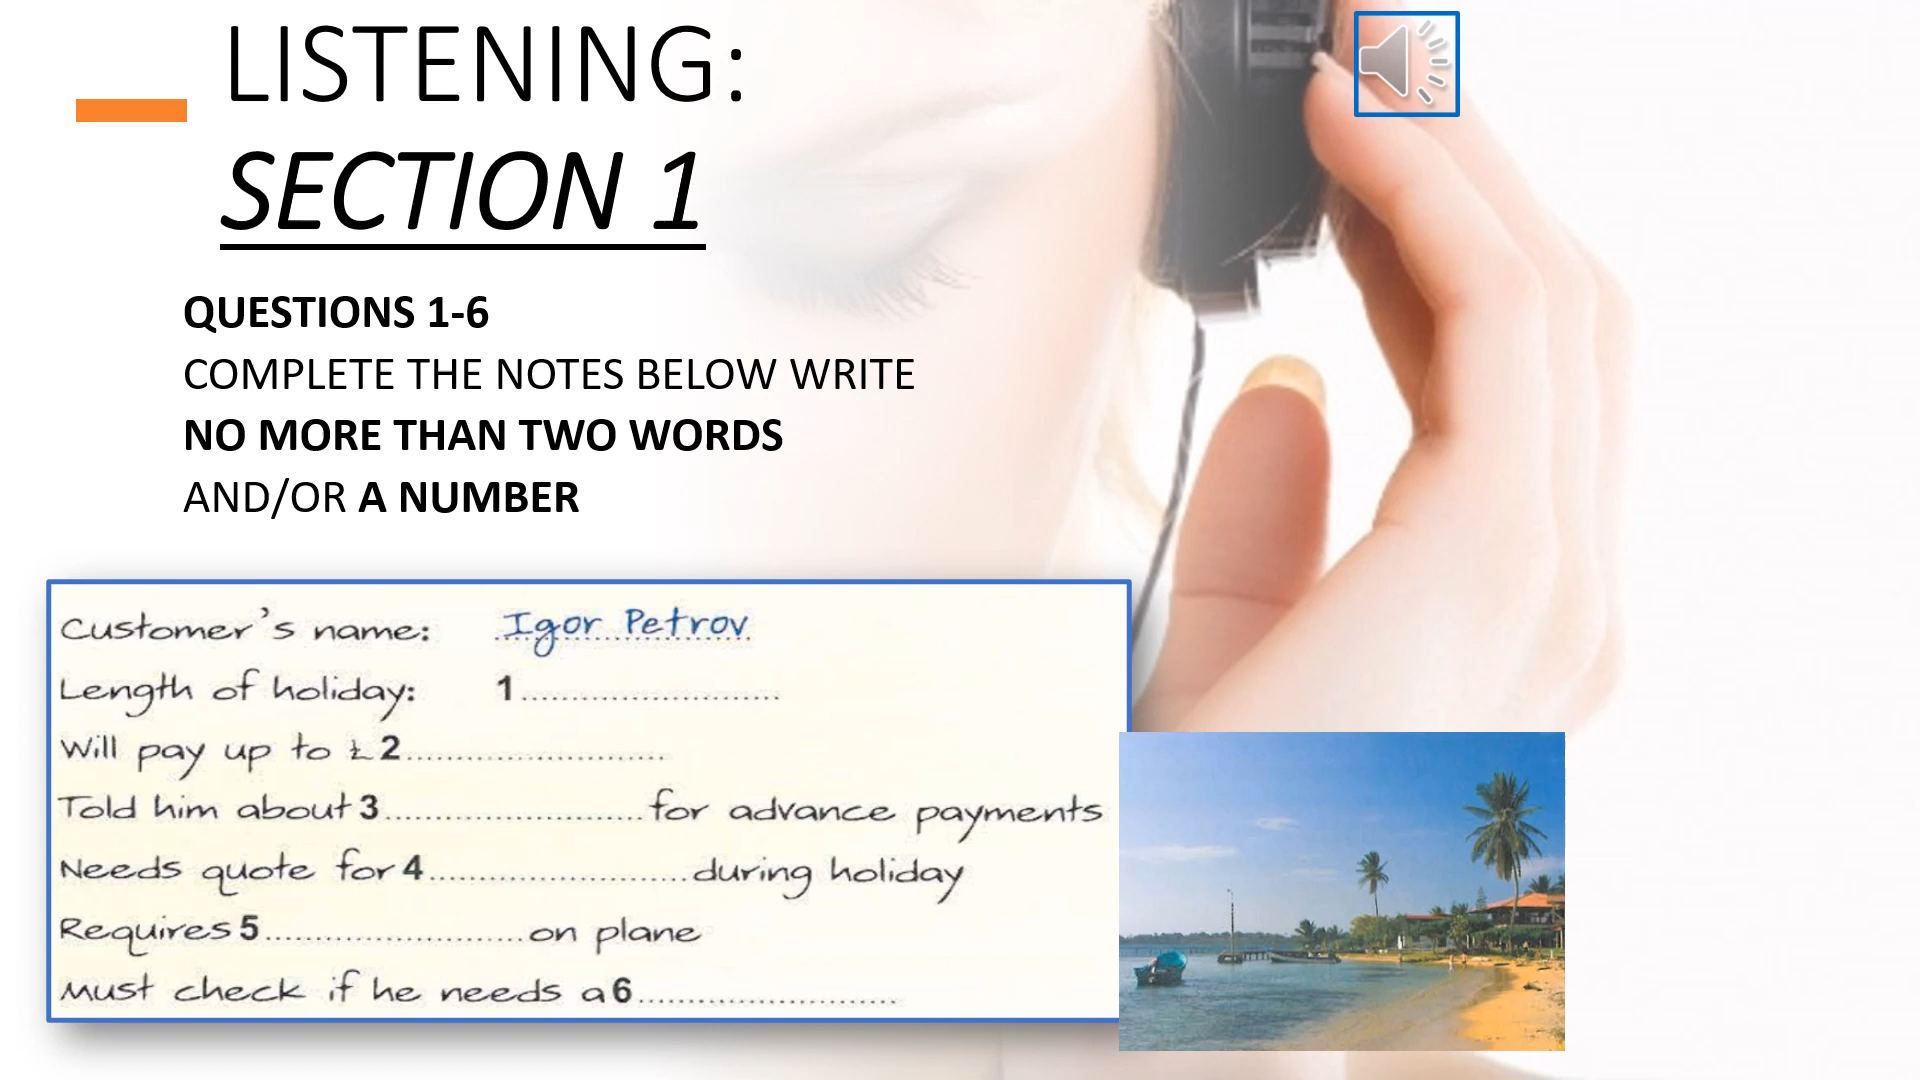 LISTENING:
SECTION 1
QUESTIONS 1-6
COMPLETE THE NOTES BELOW WRITE
NO MORE THAN TWO WORDS
AND/OR A NUMBER
Customer's name: Igor Petrov
Length of holiday: 1..........................
Will pay up to £2..........................
Told him about 3..........................for advance payments
Needs quote for 4..........................during holiday
Requires 5..........................on plane
Must check if he needs a 6..........................